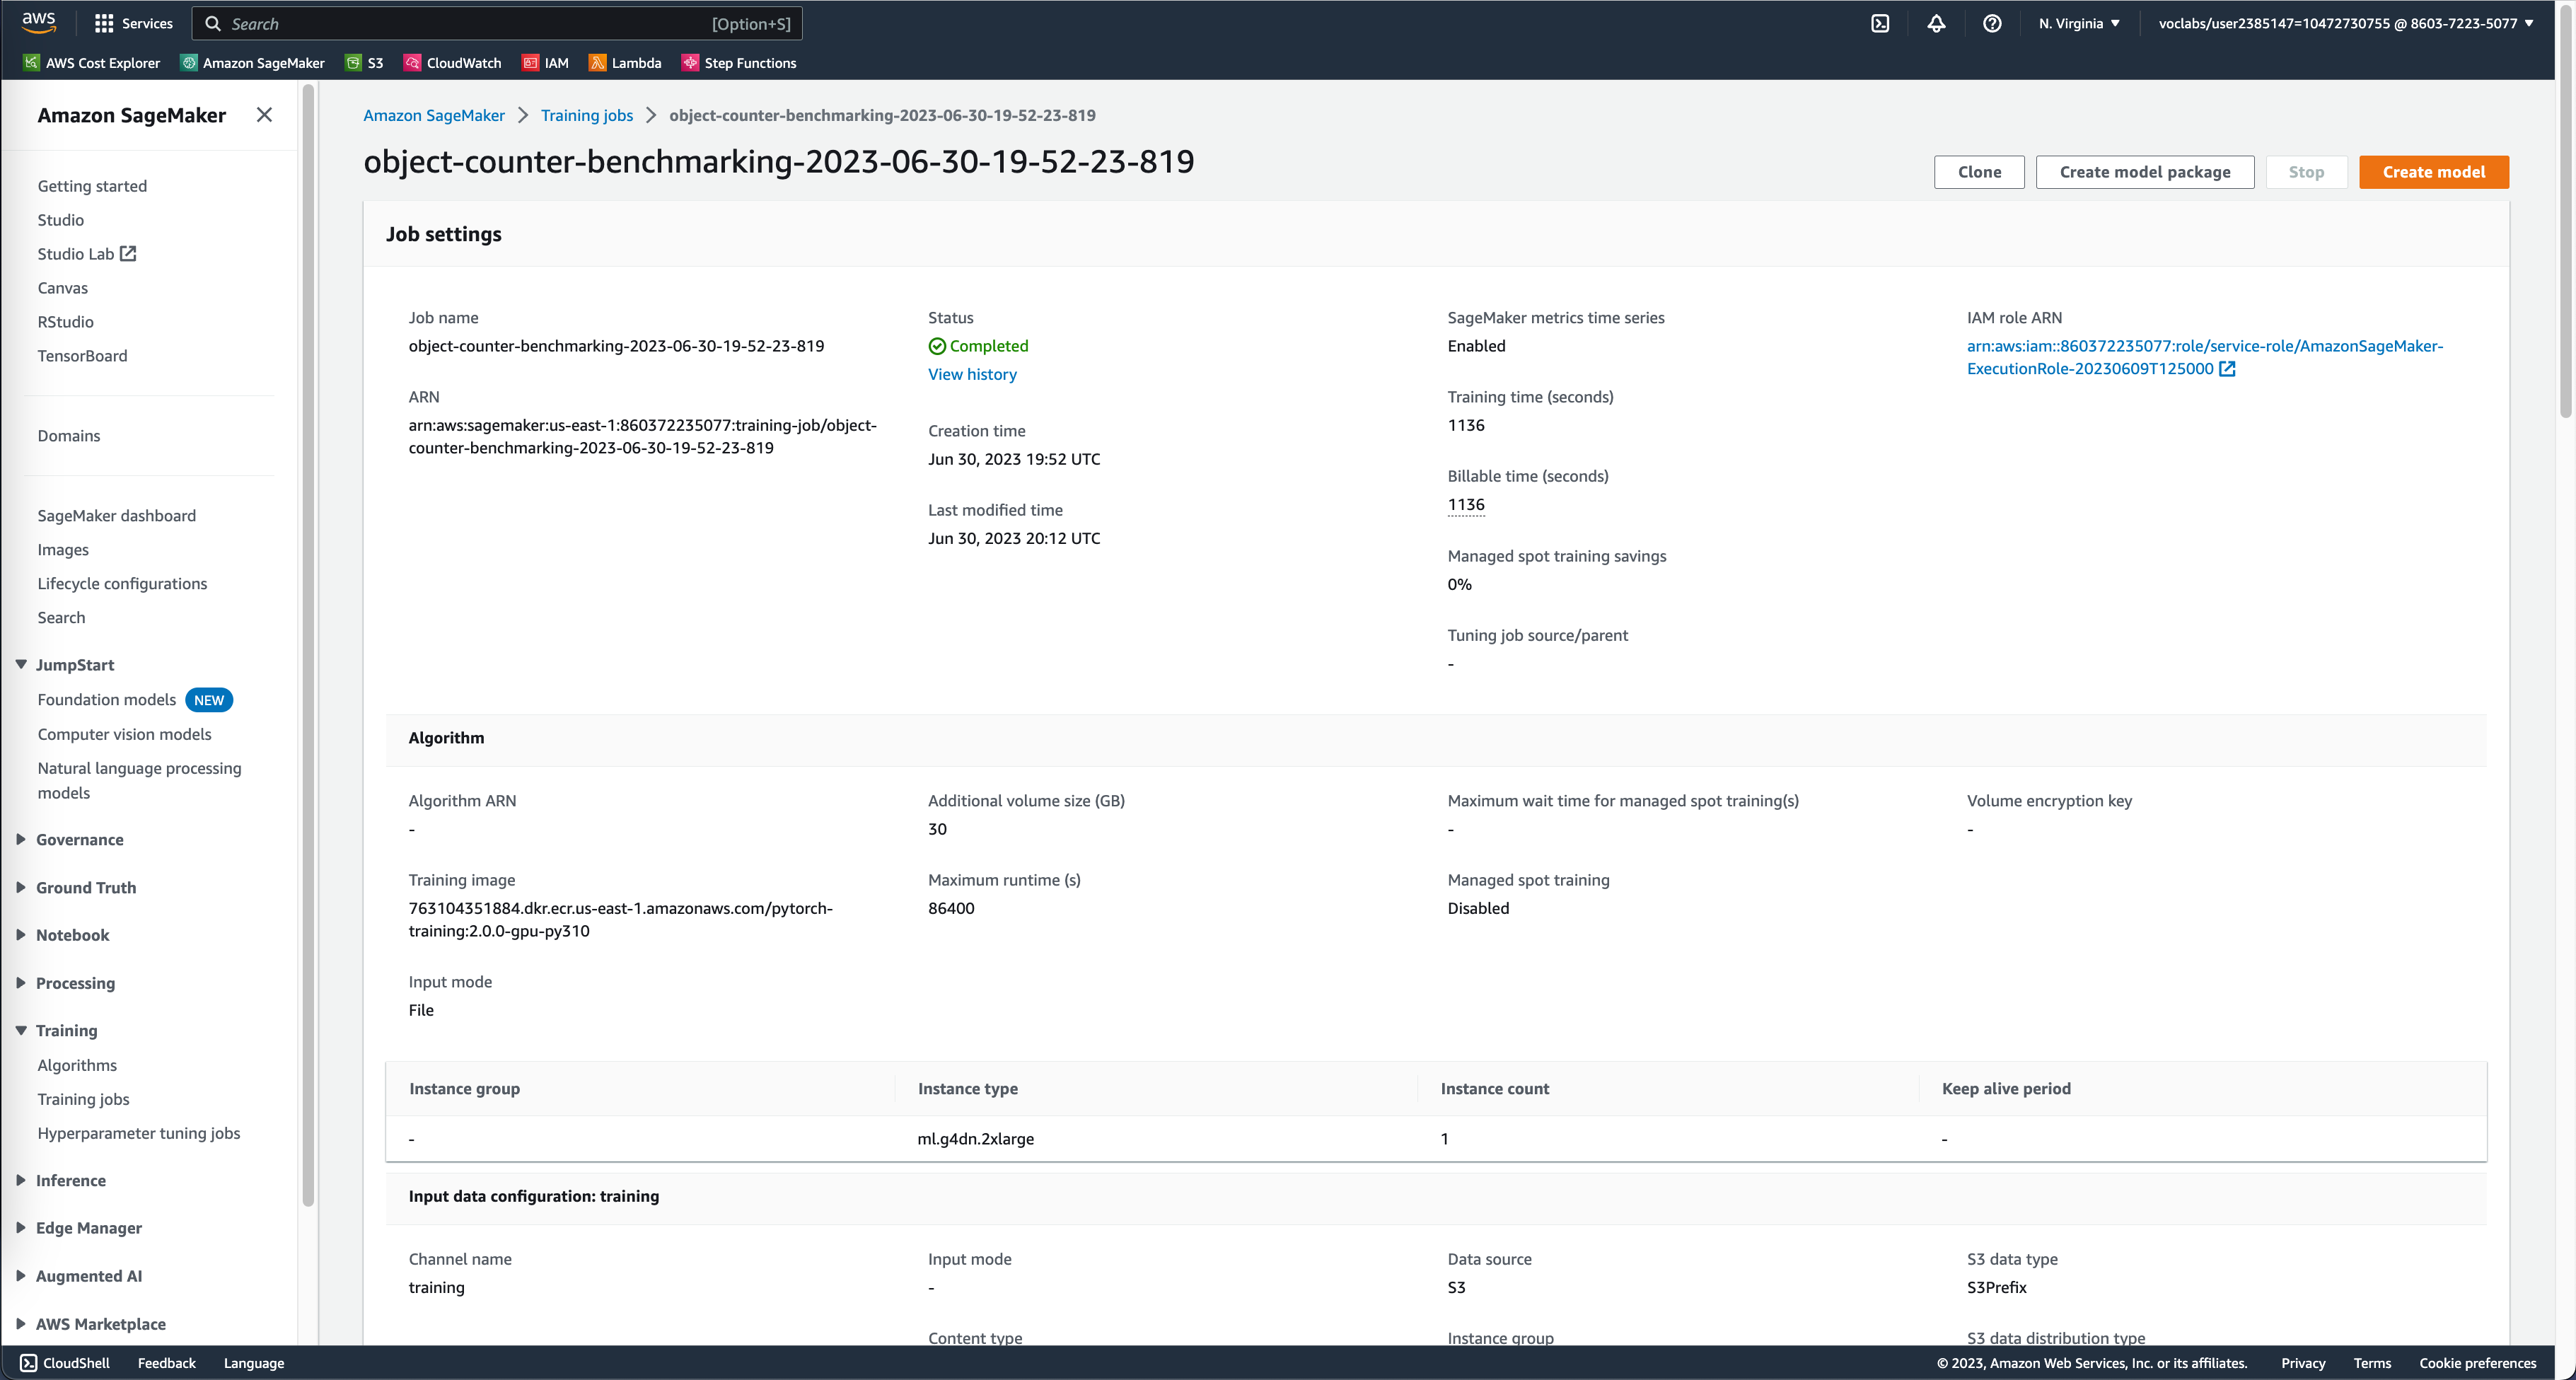 aws
Services
Search
[Option+S]
N. Virginia
voclabs/user2385147=10472730755 @ 8603-7223-5077
AWS Cost Explorer
Amazon SageMaker
S3
CloudWatch
IAM
Lambda
Step Functions
Amazon SageMaker
Getting started
Studio
Studio Lab
Canvas
RStudio
TensorBoard
Domains
SageMaker dashboard
Images
Lifecycle configurations
Search
JumpStart
Foundation models NEW
Computer vision models
Natural language processing
models
Governance
Ground Truth
Notebook
Processing
Training
Algorithms
Training jobs
Hyperparameter tuning jobs
Inference
Edge Manager
Augmented AI
AWS Marketplace
Amazon SageMaker
Training jobs
object-counter-benchmarking-2023-06-30-19-52-23-819
object-counter-benchmarking-2023-06-30-19-52-23-819
Clone
Create model package
Stop
Create model
Job settings
Job name
object-counter-benchmarking-2023-06-30-19-52-23-819
ARN
arn:aws:sagemaker:us-east-1:860372235077:training-job/object-
counter-benchmarking-2023-06-30-19-52-23-819
Status
Completed
View history
Creation time
Jun 30, 2023 19:52 UTC
Last modified time
Jun 30, 2023 20:12 UTC
SageMaker metrics time series
Enabled
Training time (seconds)
1136
Billable time (seconds)
1136
Managed spot training savings
0%
Tuning job source/parent
-
IAM role ARN
arn:aws:iam::860372235077:role/service-role/AmazonSageMaker-
ExecutionRole-20230609T125000
Algorithm
Algorithm ARN
-
Training image
763104351884.dkr.ecr.us-east-1.amazonaws.com/pytorch-
training:2.0.0-gpu-py310
Input mode
File
Additional volume size (GB)
30
Maximum runtime (s)
86400
Maximum wait time for managed spot training(s)
-
Managed spot training
Disabled
Volume encryption key
-
Instance group
Instance type
Instance count
Keep alive period
-
ml.g4dn.2xlarge
1
-
Input data configuration: training
Channel name
training
Input mode
-
Content type
Data source
S3
Instance group
S3 data type
S3Prefix
S3 data distribution type
CloudShell
Feedback
Language
© 2023, Amazon Web Services, Inc. or its affiliates.
Privacy
Terms
Cookie preferences